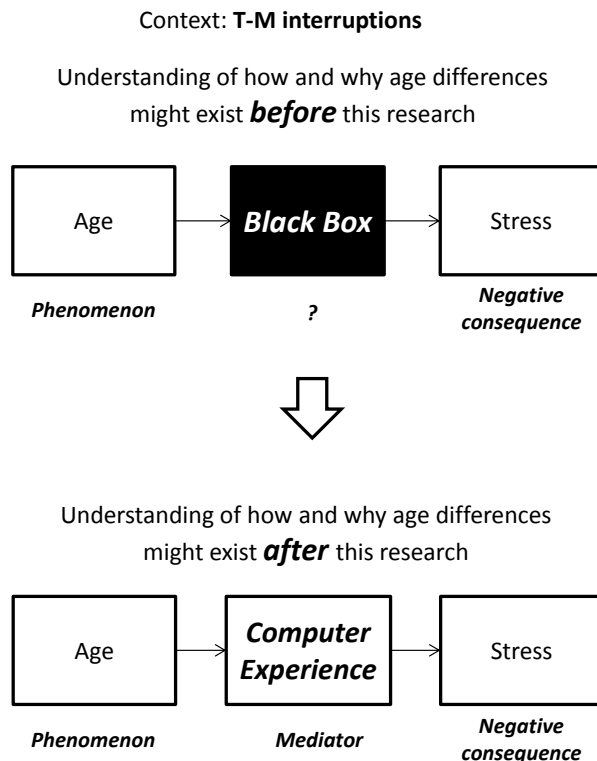 Context: T-M interruptions
Understanding of how and why age differences
might exist before this research
Age
Black Box
Stress
Phenomenon
?
Negative
consequence
Understanding of how and why age differences
might exist after this research
Age
Computer
Experience
Stress
Phenomenon
Mediator
Negative
consequence